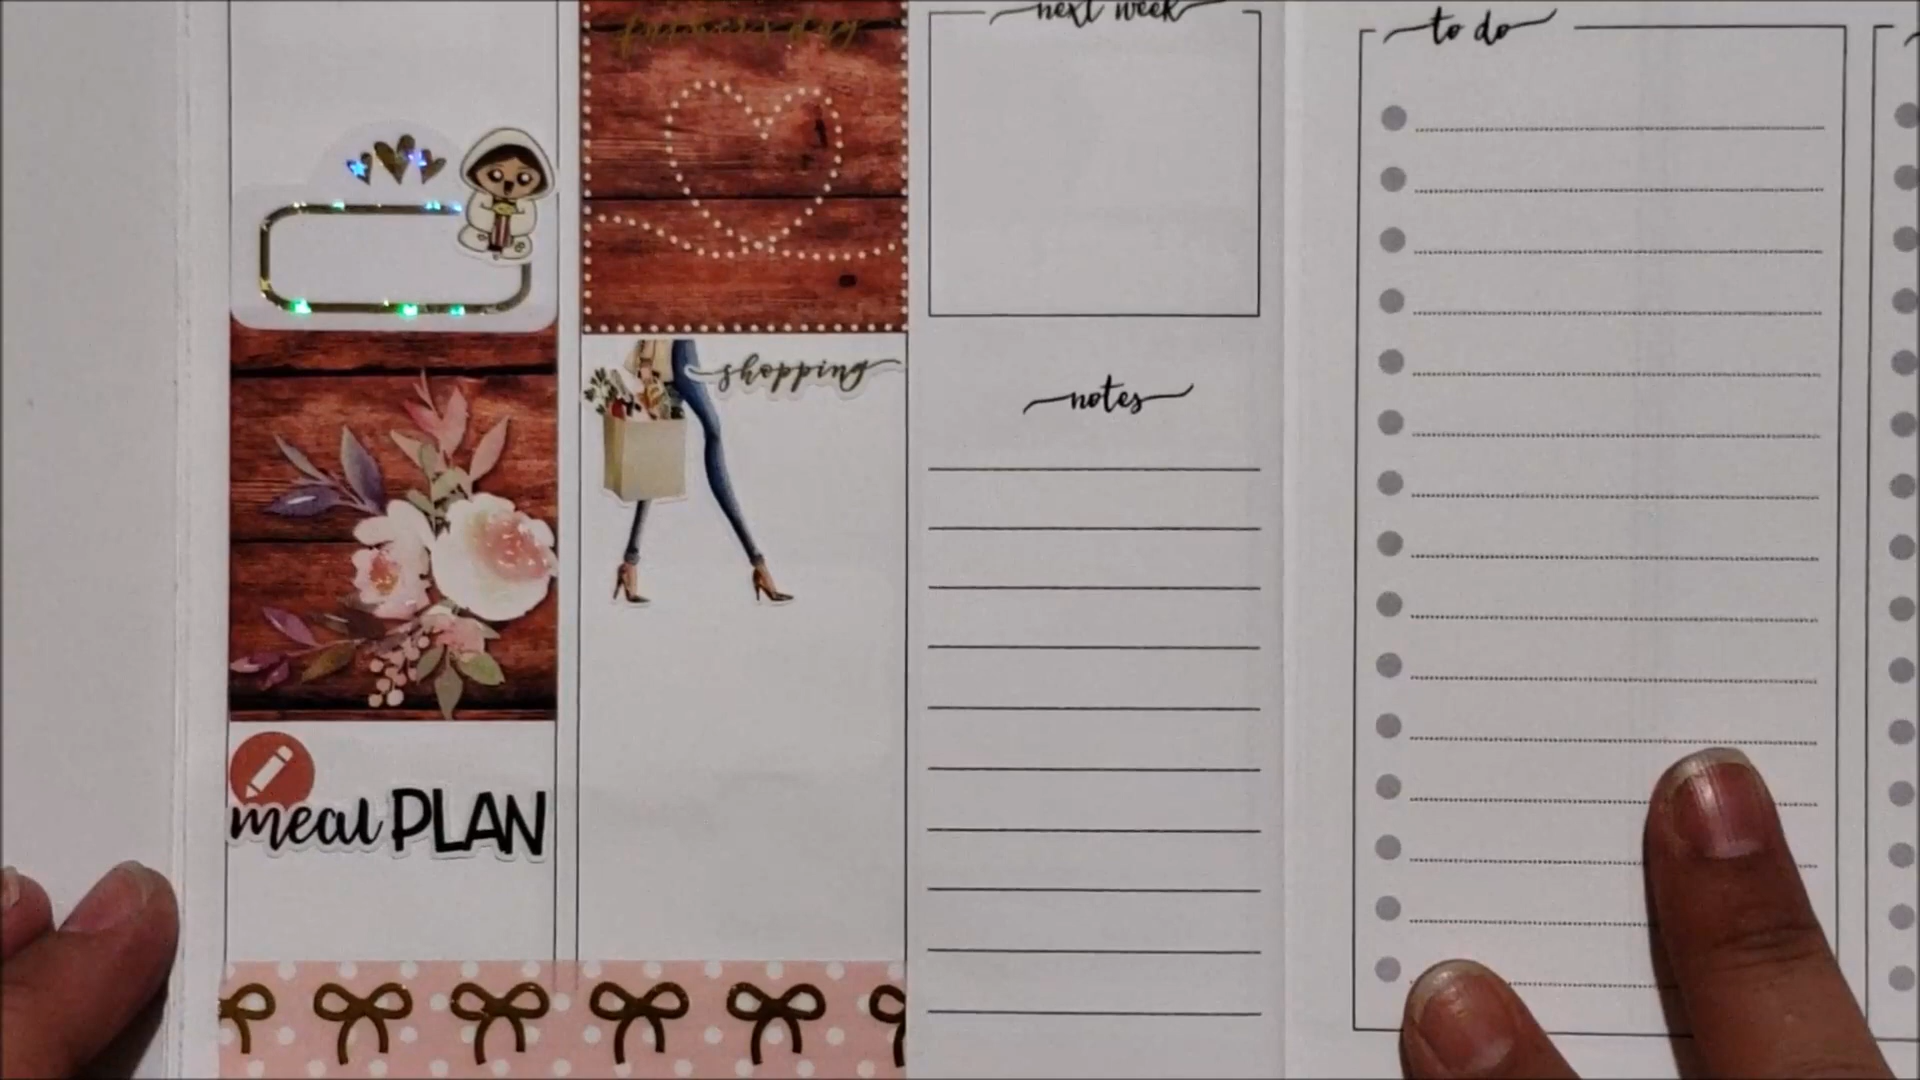 next week
to do
shopping
notes
meal PLAN